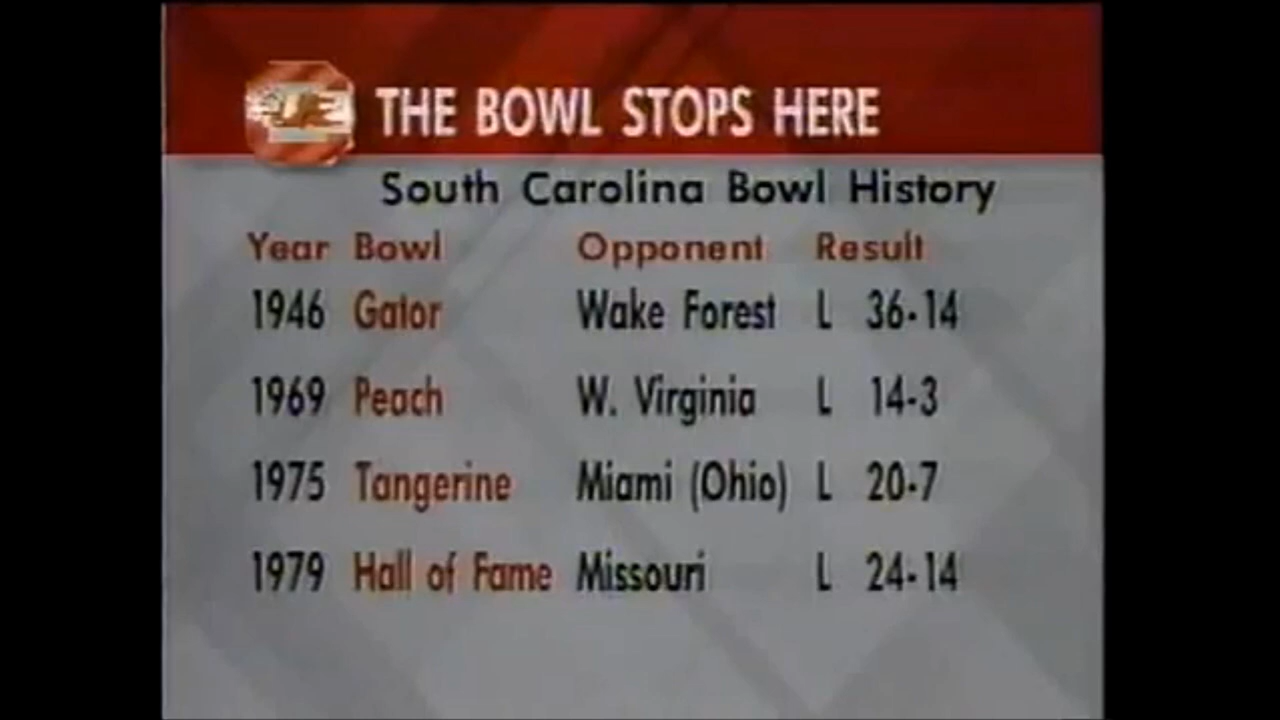 THE BOWL STOPS HERE
South Carolina Bowl History
Year Bowl Opponent Result
1946 Gator Wake Forest L 36-14
1969 Peach W. Virginia L 14-3
1975 Tangerine Miami (Ohio) L 20-7
1979 Hall of Fame Missouri L 24-14